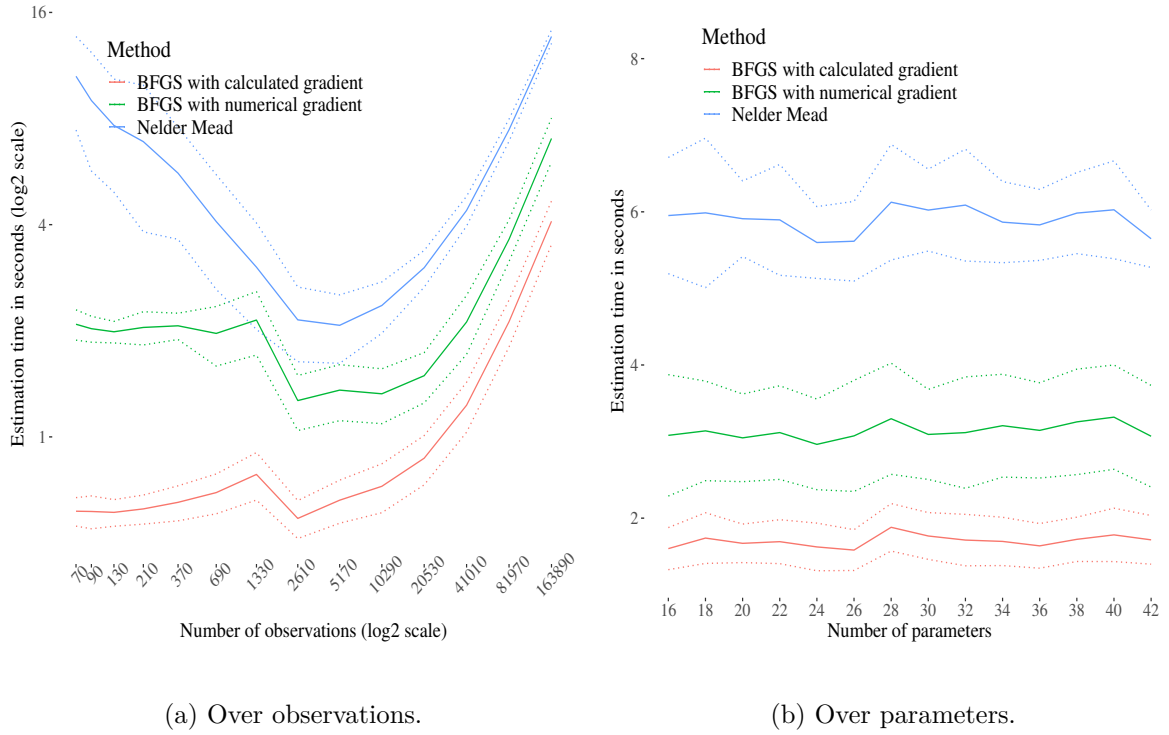 16
4
1
Estimation time in seconds (log2 scale)
Method
BFGS with calculated gradient
BFGS with numerical gradient
Nelder Mead
70
90
130
210
370
690
1330
2610
5170
10290
20530
41010
81970
163890
Number of observations (log2 scale)
(a) Over observations.
8
6
4
2
Estimation time in seconds
Method
BFGS with calculated gradient
BFGS with numerical gradient
Nelder Mead
16 18 20 22 24 26 28 30 32 34 36 38 40 42
Number of parameters
(b) Over parameters.